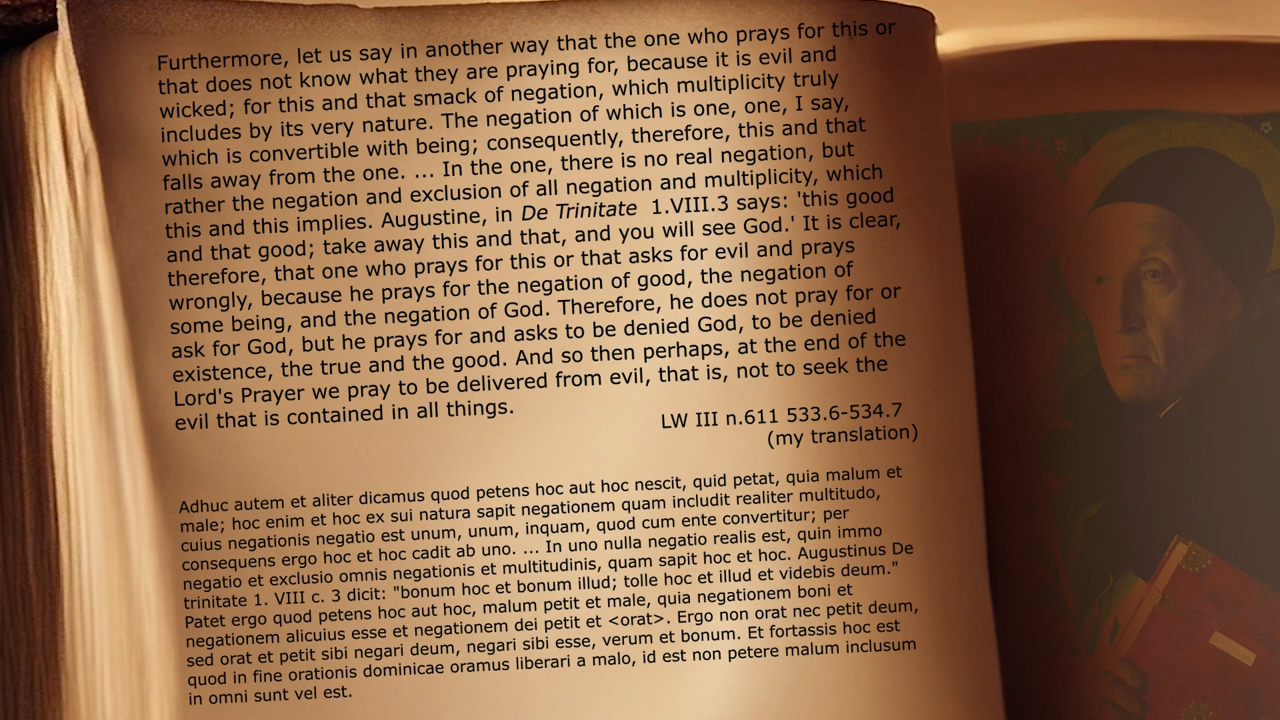 Furthermore, let us say in another way that the one who prays for this or
that does not know what they are praying for, because it is evil and
wicked; for this and that smack of negation, which multiplicity truly
includes by its very nature. The negation of which is one, one, I say,
which is convertible with being; consequently, therefore, this and that
falls away from the one. ... In the one, there is no real negation, but
rather the negation and exclusion of all negation and multiplicity, which
this and this implies. Augustine, in De Trinitate 1.VIII.3 says: 'this good
and that good; take away this and that, and you will see God.' It is clear,
therefore, that one who prays for this or that asks for evil and prays
wrongly, because he prays for the negation of good, the negation of
some being, and the negation of God. Therefore, he does not pray for or
ask for God, but he prays for and asks to be denied God, to be denied
existence, the true and the good. And so then perhaps, at the end of the
Lord's Prayer we pray to be delivered from evil, that is, not to seek the
evil that is contained in all things.
LW III n.611 533.6-534.7
(my translation)
Adhuc autem et aliter dicamus quod petens hoc aut hoc nescit, quid petat, quia malum et
male; hoc enim et hoc ex sui natura sapit negationem quam includit realiter multitudo,
cuius negationis negatio est unum, unum, inquam, quod cum ente convertitur; per
consequens ergo hoc et hoc cadit ab uno. ... In uno nulla negatio realis est, quin immo
negatio et exclusio omnis negationis et multitudinis, quam sapit hoc et hoc. Augustinus De
trinitate 1. VIII c. 3 dicit: "bonum hoc et bonum illud; tolle hoc et illud et videbis deum."
Patet ergo quod petens hoc aut hoc, malum petit et male, quia negationem boni et
negationem alicuius esse et negationem dei petit et <orat>. Ergo non orat nec petit deum,
sed orat et petit sibi negari deum, negari sibi esse, verum et bonum. Et fortassis hoc est
quod in fine orationis dominicae oramus liberari a malo, id est non petere malum inclusum
in omni sunt vel est.